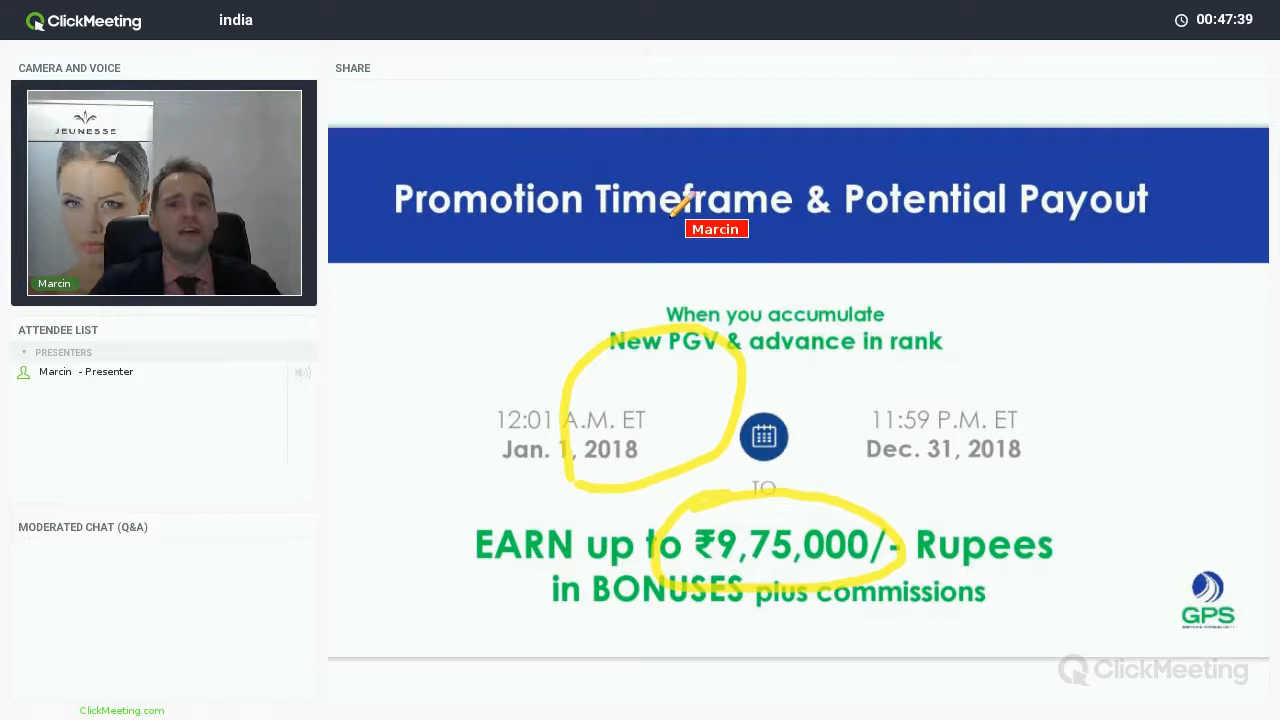 ClickMeeting
india
00:47:39
CAMERA AND VOICE
SHARE
JEUNESSE
Marcin
Promotion Timeframe & Potential Payout
Marcin
When you accumulate
New PGV & advance in rank
12:01 A.M. ET
Jan. 1, 2018
11:59 P.M. ET
Dec. 31, 2018
TO
EARN up to ₹9,75,000/- Rupees
in BONUSES plus commissions
GPS
ATTENDEE LIST
PRESENTERS
Marcin - Presenter
MODERATED CHAT (Q&A)
ClickMeeting
ClickMeeting.com